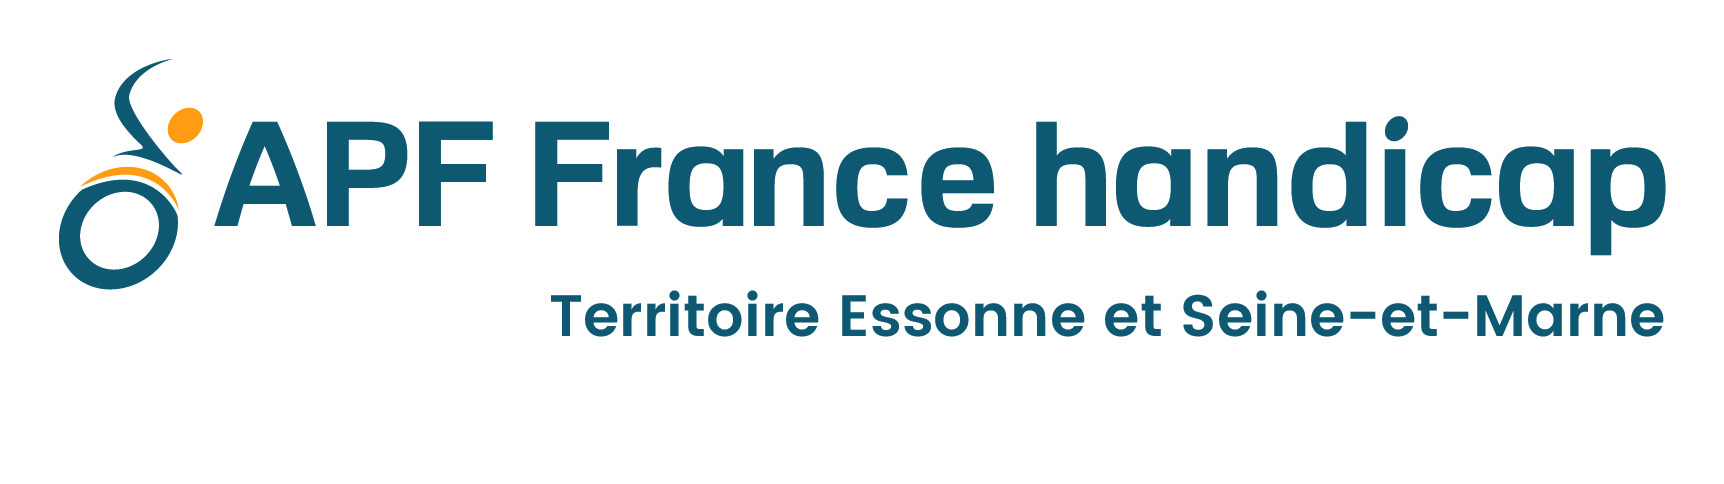 APF France handicap
Territoire Essonne et Seine-et-Marne